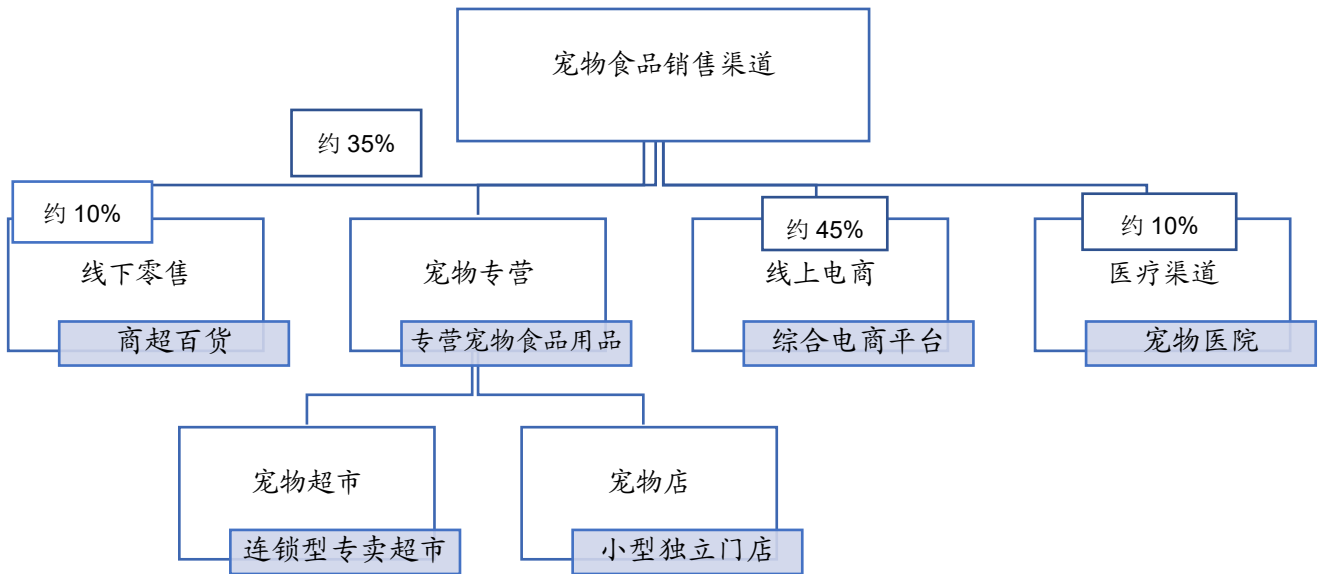 宠物食品销售渠道
约 35%
约 10%
约 45%
约 10%
线下零售
宠物专营
线上电商
医疗渠道
商超百货
专营宠物食品用品
综合电商平台
宠物医院
宠物超市
宠物店
连锁型专卖超市
小型独立门店